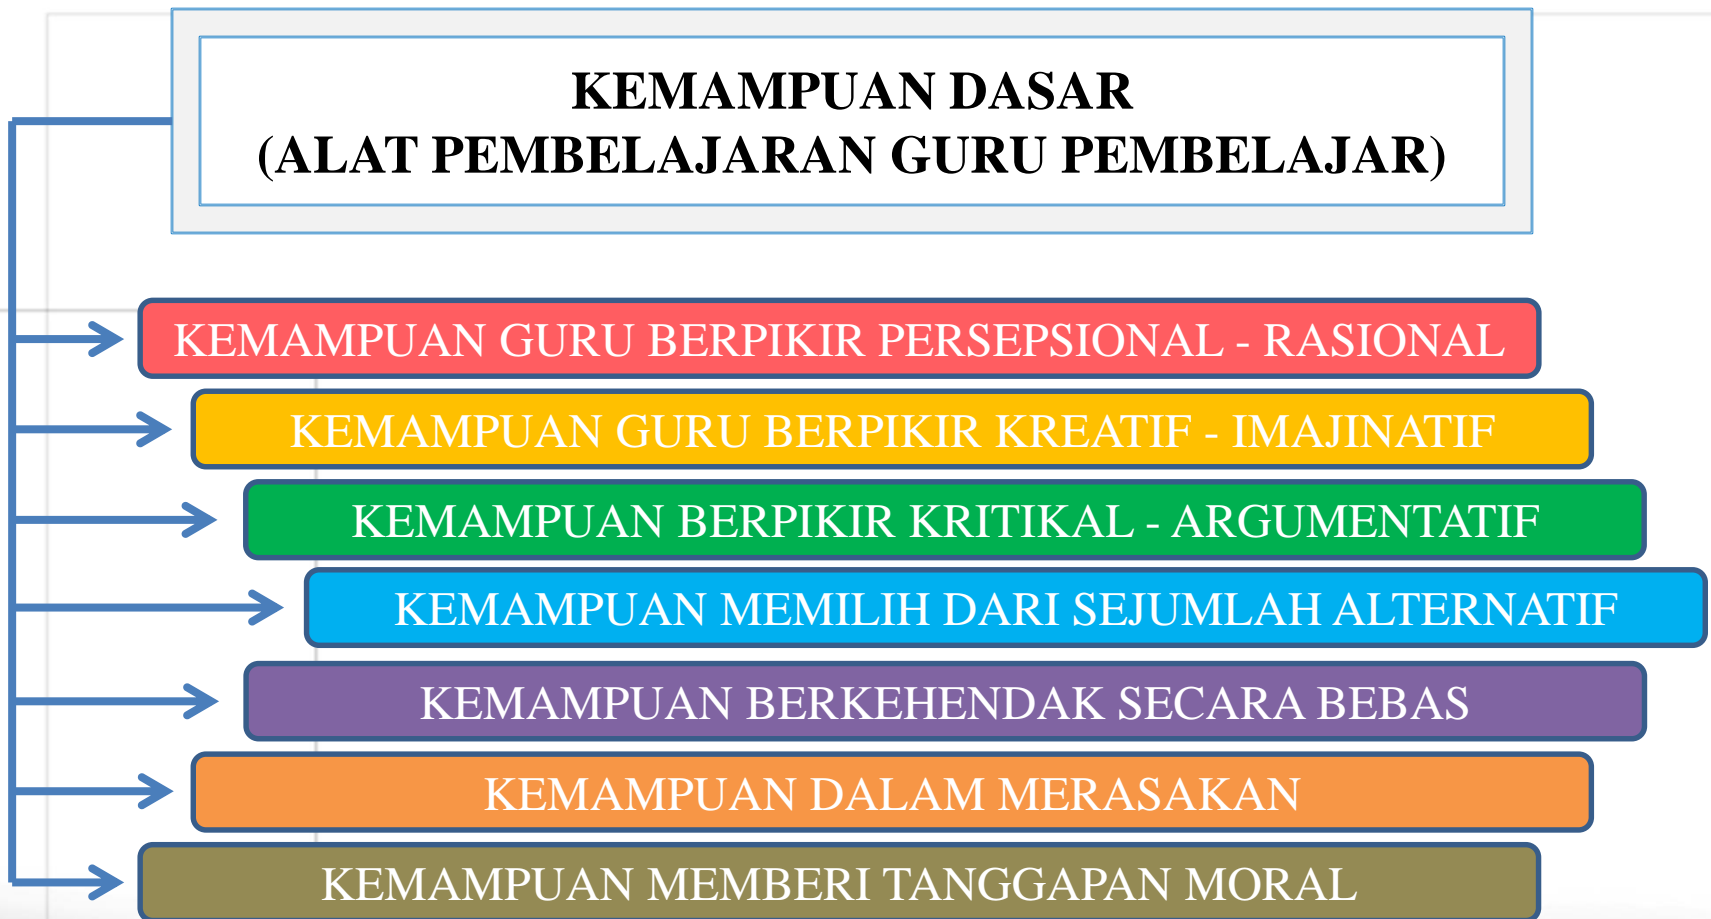 KEMAMPUAN DASAR
(ALAT PEMBELAJARAN GURU PEMBELAJAR)
KEMAMPUAN GURU BERPIKIR PERSEPSIONAL - RASIONAL
KEMAMPUAN GURU BERPIKIR KREATIF - IMAJINATIF
KEMAMPUAN BERPIKIR KRITIKAL - ARGUMENTATIF
KEMAMPUAN MEMILIH DARI SEJUMLAH ALTERNATIF
KEMAMPUAN BERKEHENDAK SECARA BEBAS
KEMAMPUAN DALAM MERASAKAN
KEMAMPUAN MEMBERI TANGGAPAN MORAL